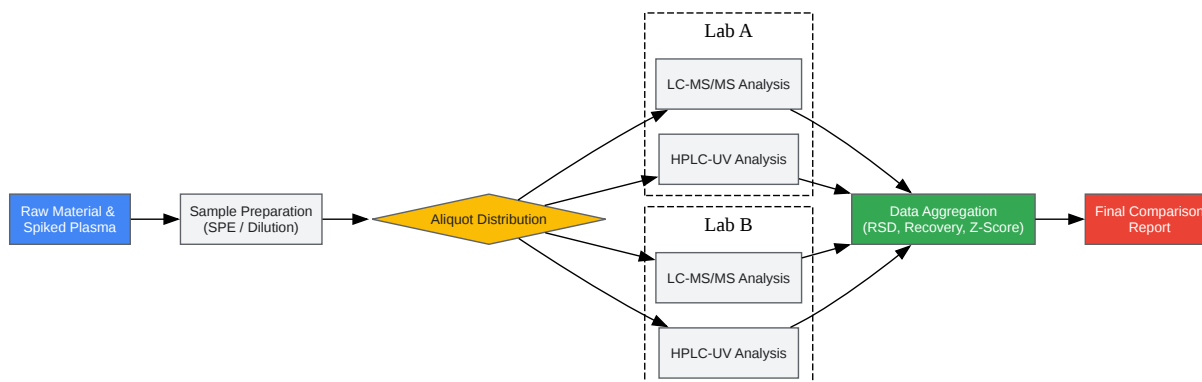 Raw Material &
Spiked Plasma
Sample Preparation
(SPE / Dilution)
Aliquot Distribution
Lab A
LC-MS/MS Analysis
HPLC-UV Analysis
Lab B
LC-MS/MS Analysis
HPLC-UV Analysis
Data Aggregation
(RSD, Recovery, Z-Score)
Final Comparison
Report